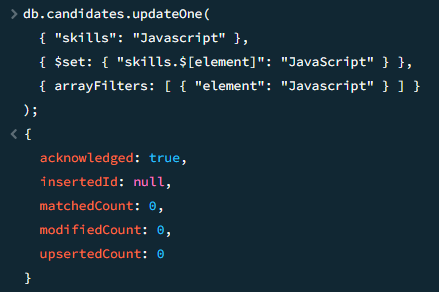 > db.candidates.updateOne(
{ "skills": "Javascript" },
{ $set: { "skills.$[element]": "JavaScript" } },
{ arrayFilters: [ { "element": "Javascript" } ] }
);
< {
acknowledged: true,
insertedId: null,
matchedCount: 0,
modifiedCount: 0,
upsertedCount: 0
}